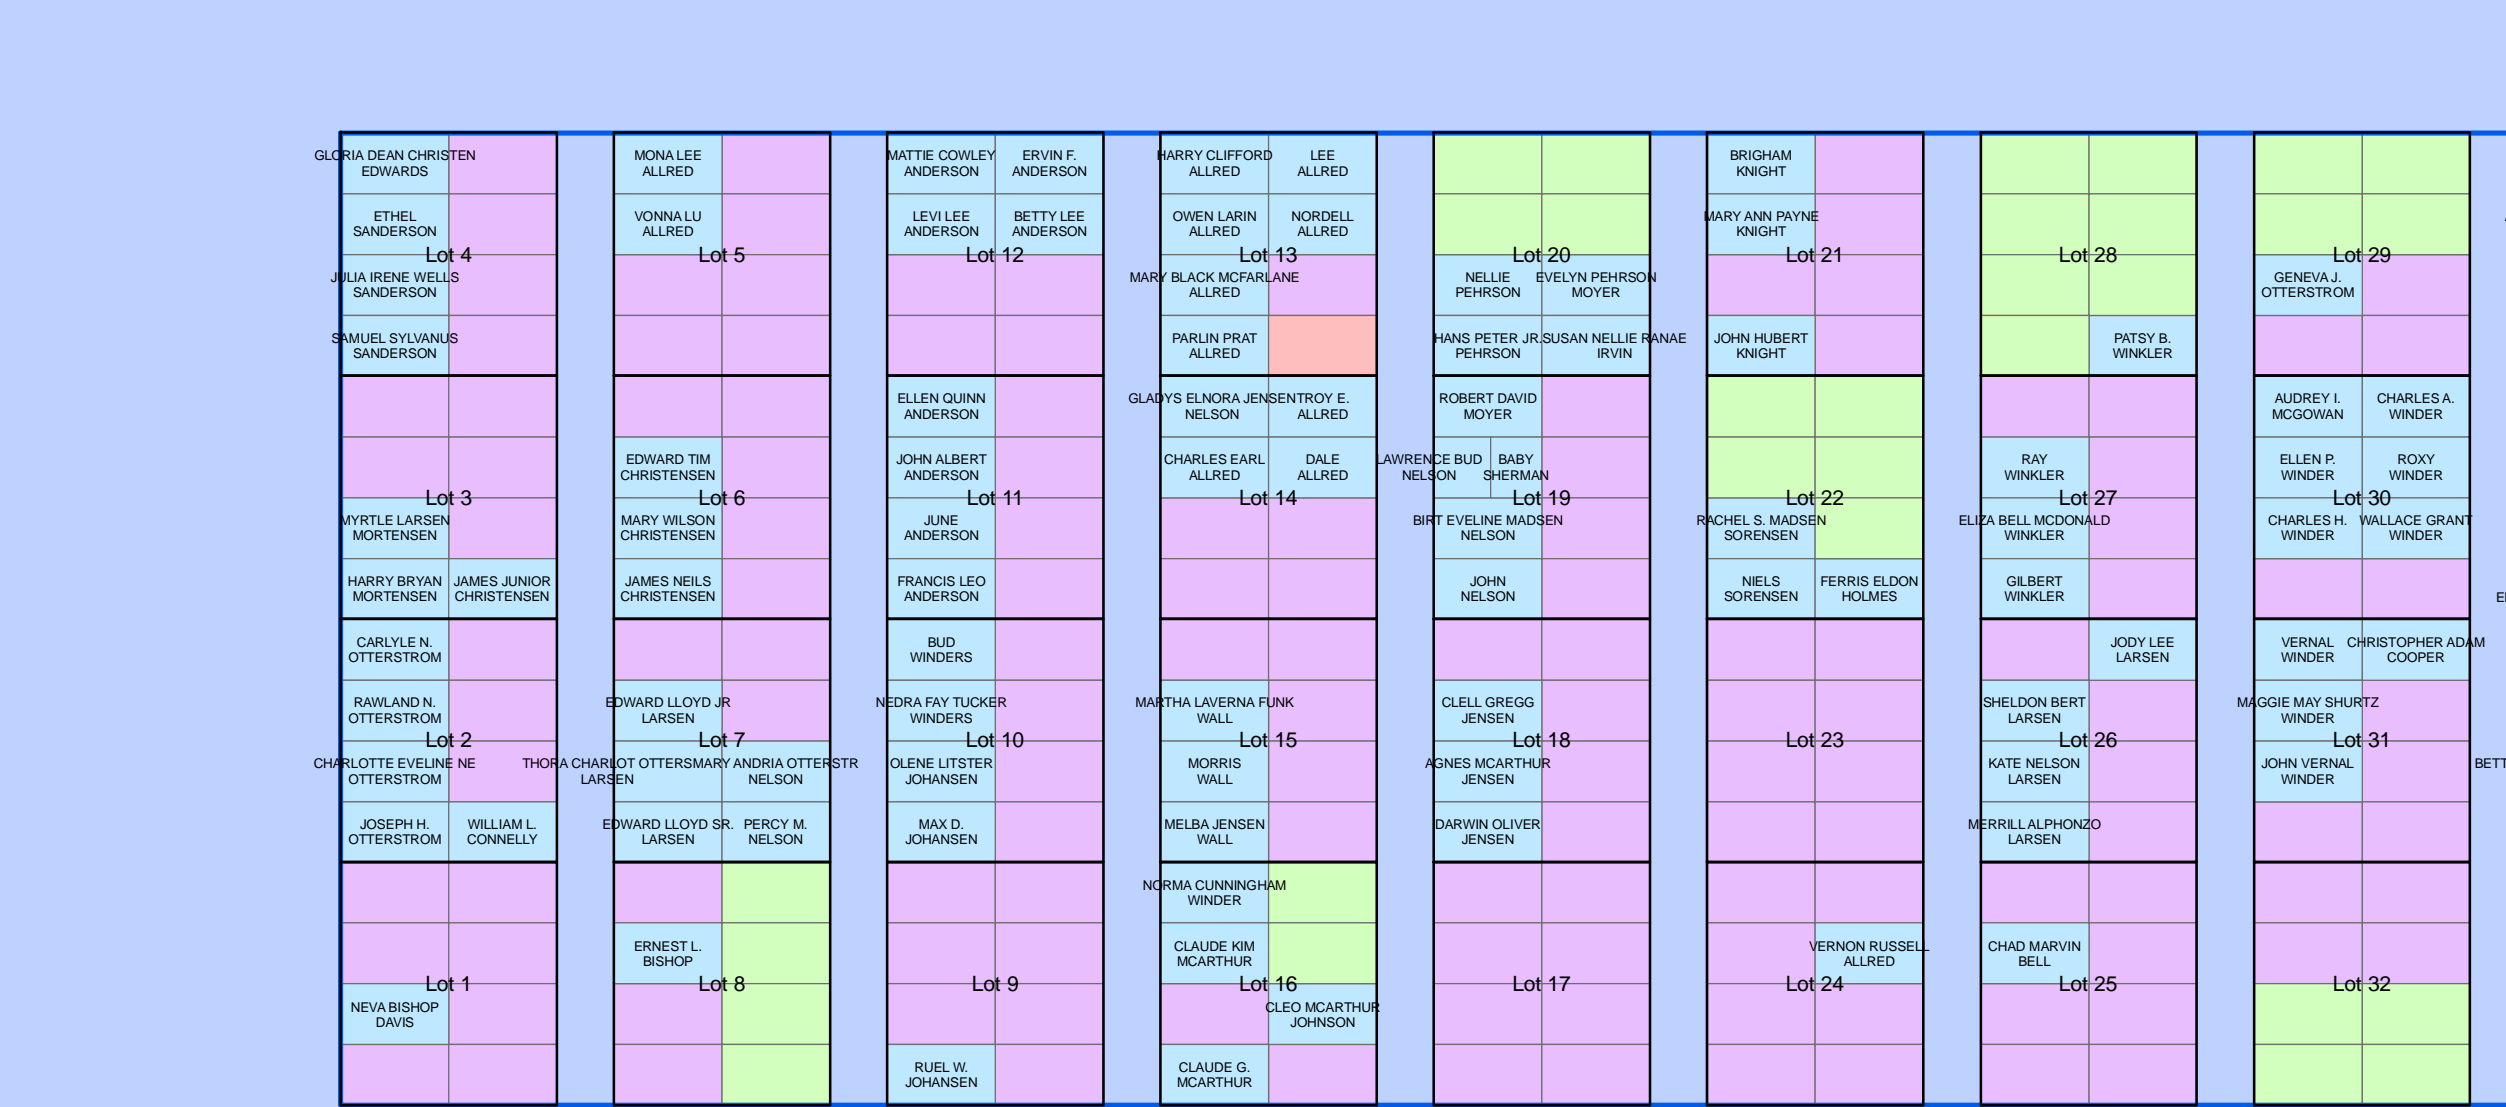 GLORIA DEAN CHRISTEN
EDWARDS
ETHEL
SANDERSON
Lot 4
JULIA IRENE WELLS
SANDERSON
SAMUEL SYLVANUS
SANDERSON
MYRTLE LARSEN
MORTENSEN
Lot 3
HARRY BRYAN
MORTENSEN
JAMES JUNIOR
CHRISTENSEN
CARLYLE N.
OTTERSTROM
RAWLAND N.
OTTERSTROM
Lot 2
CHARLOTTE EVELINE NE
OTTERSTROM
JOSEPH H.
OTTERSTROM
WILLIAM L.
CONNELLY
Lot 1
NEVA BISHOP
DAVIS
MONA LEE
ALLRED
VONNA LU
ALLRED
Lot 5
EDWARD TIM
CHRISTENSEN
Lot 6
MARY WILSON
CHRISTENSEN
JAMES NEILS
CHRISTENSEN
EDWARD LLOYD JR
LARSEN
Lot 7
THORA CHARLOT OTTERSMARY ANDRIA OTTERSTR
LARSEN
NELSON
EDWARD LLOYD SR.
LARSEN
PERCY M.
NELSON
ERNEST L.
BISHOP
Lot 8
MATTIE COWLEY
ANDERSON
ERVIN F.
ANDERSON
LEVI LEE
ANDERSON
BETTY LEE
ANDERSON
Lot 12
ELLEN QUINN
ANDERSON
JOHN ALBERT
ANDERSON
Lot 11
JUNE
ANDERSON
FRANCIS LEO
ANDERSON
BUD
WINDERS
NEDRA FAY TUCKER
WINDERS
Lot 10
OLENE LITSTER
JOHANSEN
MAX D.
JOHANSEN
Lot 9
RUEL W.
JOHANSEN
HARRY CLIFFORD
ALLRED
LEE
ALLRED
OWEN LARIN
ALLRED
NORDELL
ALLRED
Lot 13
MARY BLACK MCFARLANE
ALLRED
PARLIN PRAT
ALLRED
GLADYS ELNORA JENSEN
NELSON
TROY E.
ALLRED
CHARLES EARL
ALLRED
DALE
ALLRED
Lot 14
MARTHA LAVERNA FUNK
WALL
Lot 15
MORRIS
WALL
MELBA JENSEN
WALL
NORMA CUNNINGHAM
WINDER
CLAUDE KIM
MCARTHUR
Lot 16
CLEO MCARTHUR
JOHNSON
CLAUDE G.
MCARTHUR
Lot 20
NELLIE
PEHRSON
EVELYN PEHRSON
MOYER
HANS PETER JR.
PEHRSON
SUSAN NELLIE RANAE
IRVIN
ROBERT DAVID
MOYER
LAWRENCE BUD
NELSON
BABY
SHERMAN
Lot 19
BIRT EVELINE MADSEN
NELSON
JOHN
NELSON
CLELL GREGG
JENSEN
Lot 18
AGNES MCARTHUR
JENSEN
DARWIN OLIVER
JENSEN
Lot 17
BRIGHAM
KNIGHT
MARY ANN PAYNE
KNIGHT
Lot 21
JOHN HUBERT
KNIGHT
Lot 22
RACHEL S. MADSEN
SORENSEN
NIELS
SORENSEN
FERRIS ELDON
HOLMES
Lot 23
VERNON RUSSELL
ALLRED
Lot 24
Lot 28
PATSY B.
WINKLER
RAY
WINKLER
Lot 27
ELIZA BELL MCDONALD
WINKLER
GILBERT
WINKLER
JODY LEE
LARSEN
SHELDON BERT
LARSEN
Lot 26
KATE NELSON
LARSEN
MERRILL ALPHONZO
LARSEN
CHAD MARVIN
BELL
Lot 25
Lot 29
GENEVA J.
OTTERSTROM
AUDREY I.
MCGOWAN
CHARLES A.
WINDER
ELLEN P.
WINDER
ROXY
WINDER
Lot 30
CHARLES H.
WINDER
WALLACE GRANT
WINDER
VERNAL
WINDER
CHRISTOPHER ADAM
COOPER
MAGGIE MAY SHURTZ
WINDER
Lot 31
JOHN VERNAL
WINDER
Lot 32
BETT